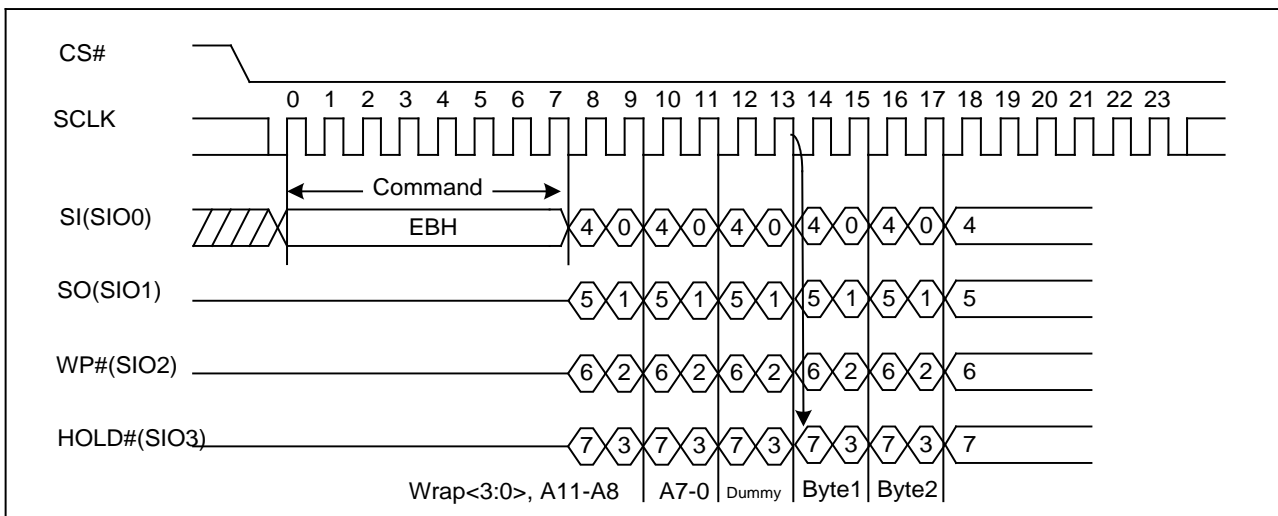 CS#
0 1 2 3 4 5 6 7 8 9 10 11 12 13 14 15 16 17 18 19 20 21 22 23
SCLK
Command
SI(SIO0) EBH 4 0 4 0 4 0 4 0 4 0 4
SO(SIO1) 5 1 5 1 5 1 5 1 5 1 5
WP#(SIO2) 6 2 6 2 6 2 6 2 6 2 6
HOLD#(SIO3) 7 3 7 3 7 3 7 3 7 3 7
Wrap<3:0>, A11-A8 A7-0 Dummy Byte1 Byte2